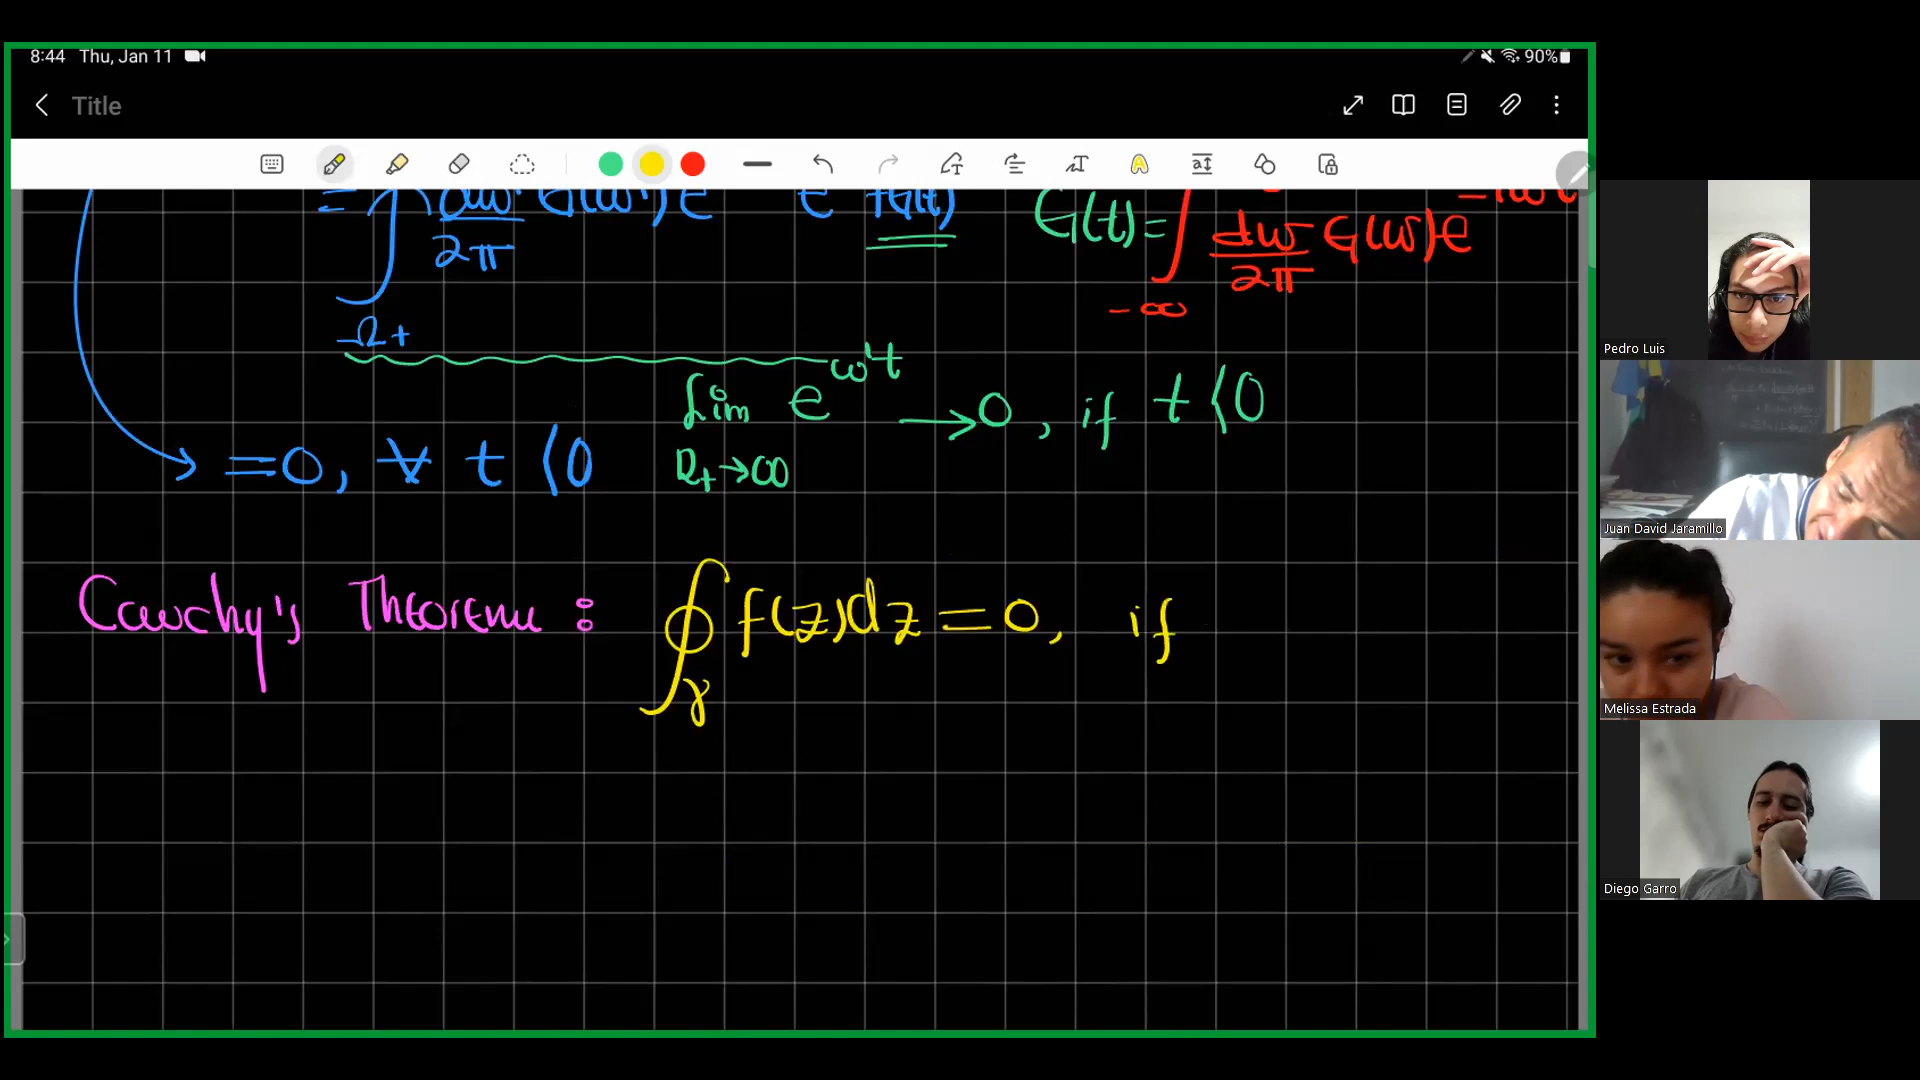 8:44 Thu, Jan 11 90%
Title
= ∫ dω'/2π G(ω') e e
Ω+
G(t) = ∫ dω/2π G(ω) e
-∞
lim e^ω't → 0, if t < 0
= 0, ∀ t < 0
R+ → ∞
Cauchy's Theorem : ∮ f(z)dz = 0, if
γ
Pedro Luis
Juan David Jaramillo
Melissa Estrada
Diego Garro